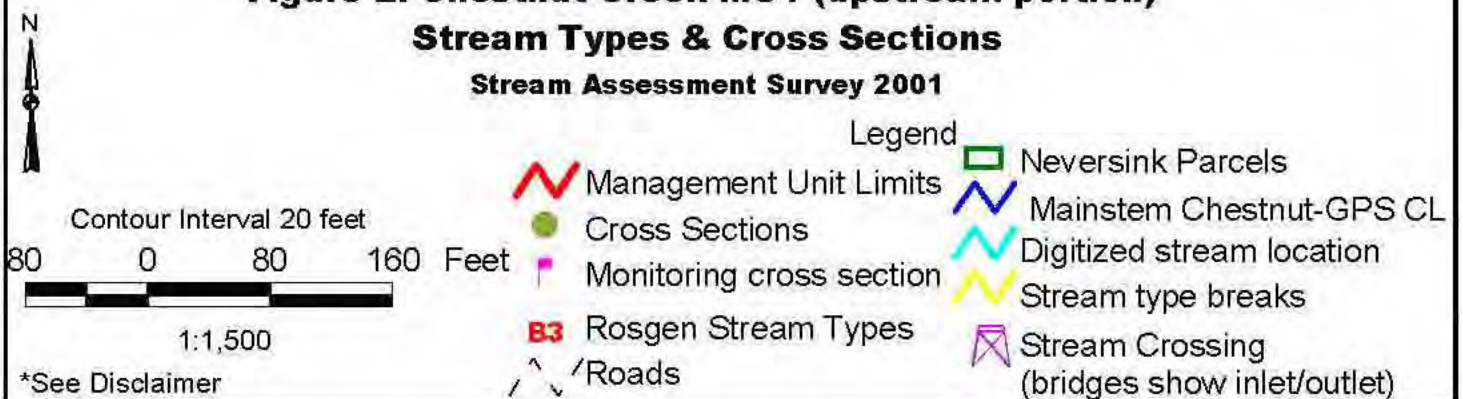 Stream Types & Cross Sections
Stream Assessment Survey 2001
N
Contour Interval 20 feet
80 0 80 160 Feet
1:1,500
*See Disclaimer
Legend
Management Unit Limits
Cross Sections
Monitoring cross section
B3 Rosgen Stream Types
Roads
Neversink Parcels
Mainstem Chestnut-GPS CL
Digitized stream location
Stream type breaks
Stream Crossing
(bridges show inlet/outlet)